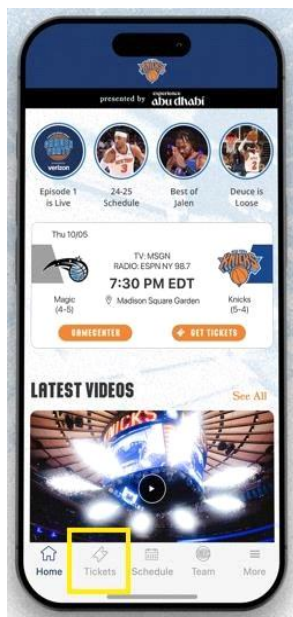 KNICKS
presented by experience abu dhabi
verizon
Episode 1 is Live
24-25 Schedule
Best of Jalen
Deuce is Loose
Thu 10/05
TV: MSGN
RADIO: ESPN NY 98.7
7:30 PM EDT
Madison Square Garden
Magic
(4-5)
KNICKS
Knicks
(5-4)
GAMECENTER
GET TICKETS
LATEST VIDEOS
See All
KNICKS
Home
Tickets
Schedule
Team
More